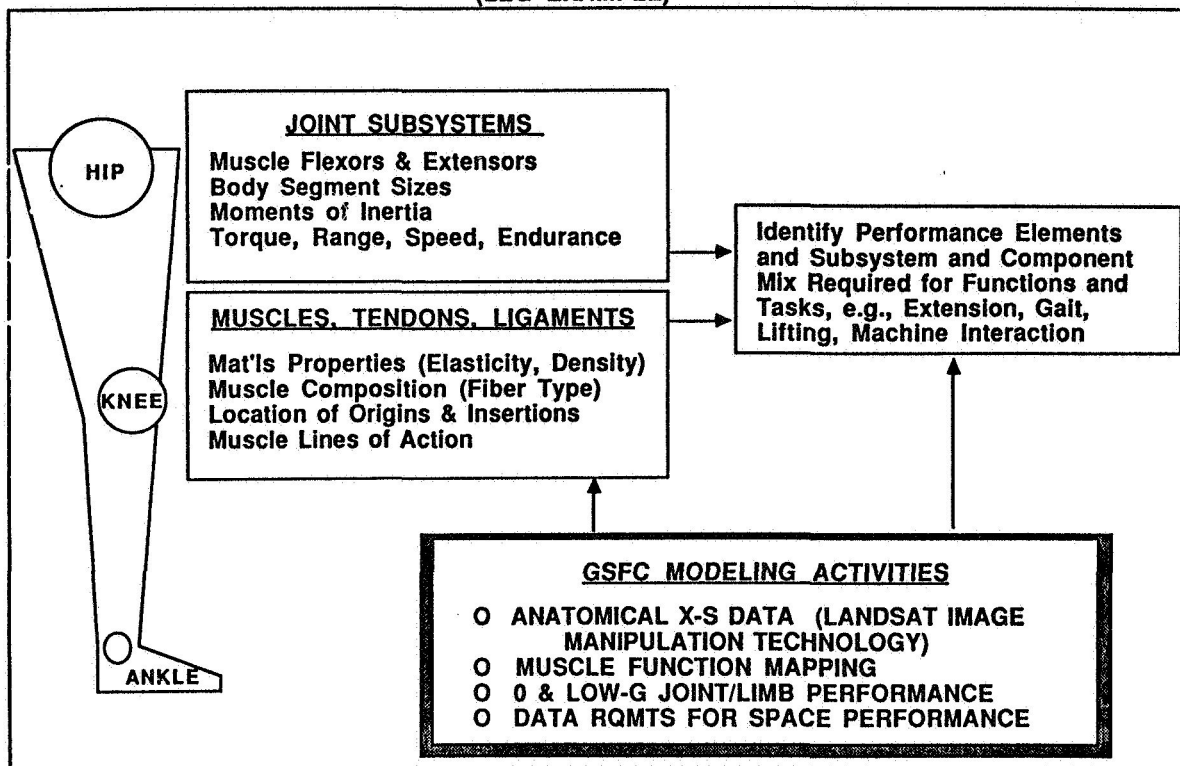 HIP
KNEE
ANKLE
JOINT SUBSYSTEMS
Muscle Flexors & Extensors
Body Segment Sizes
Moments of Inertia
Torque, Range, Speed, Endurance
MUSCLES, TENDONS, LIGAMENTS
Mat'ls Properties (Elasticity, Density)
Muscle Composition (Fiber Type)
Location of Origins & Insertions
Muscle Lines of Action
Identify Performance Elements
and Subsystem and Component
Mix Required for Functions and
Tasks, e.g., Extension, Gait,
Lifting, Machine Interaction
GSFC MODELING ACTIVITIES
O ANATOMICAL X-S DATA (LANDSAT IMAGE
MANIPULATION TECHNOLOGY)
O MUSCLE FUNCTION MAPPING
O 0 & LOW-G JOINT/LIMB PERFORMANCE
O DATA RQMTS FOR SPACE PERFORMANCE